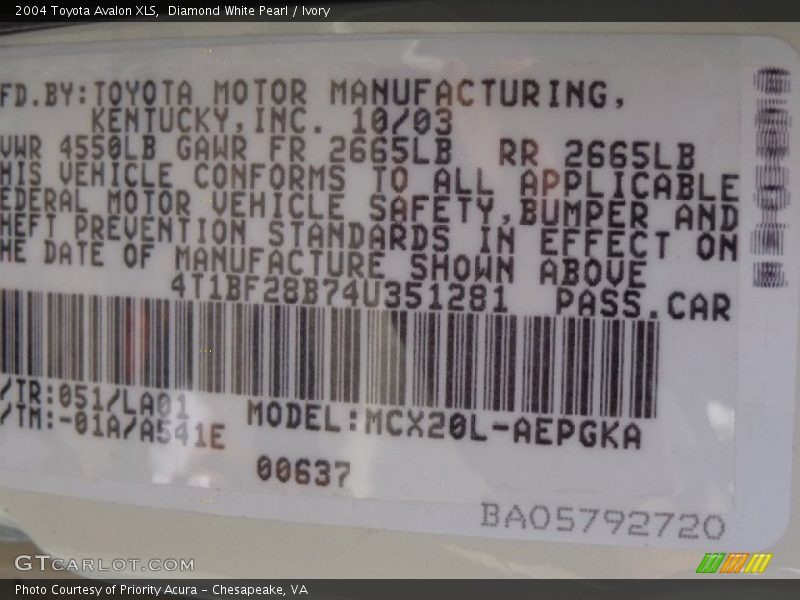 2004 Toyota Avalon XLS,  Diamond White Pearl / Ivory
FD.BY:TOYOTA MOTOR MANUFACTURING,
KENTUCKY,INC. 10/03
VWR 4550LB GAWR FR 2665LB RR 2665LB
HIS VEHICLE CONFORMS TO ALL APPLICABLE
EDERAL MOTOR VEHICLE SAFETY,BUMPER AND
HEFT PREVENTION STANDARDS IN EFFECT ON
HE DATE OF MANUFACTURE SHOWN ABOVE
4T1BF28B74U351281 PASS.CAR
/TR:051/LA01
/TM:-01A/A541E
MODEL:MCX20L-AEPGKA
00637
BA05792720
GTCARLOT.COM
Photo Courtesy of Priority Acura – Chesapeake, VA